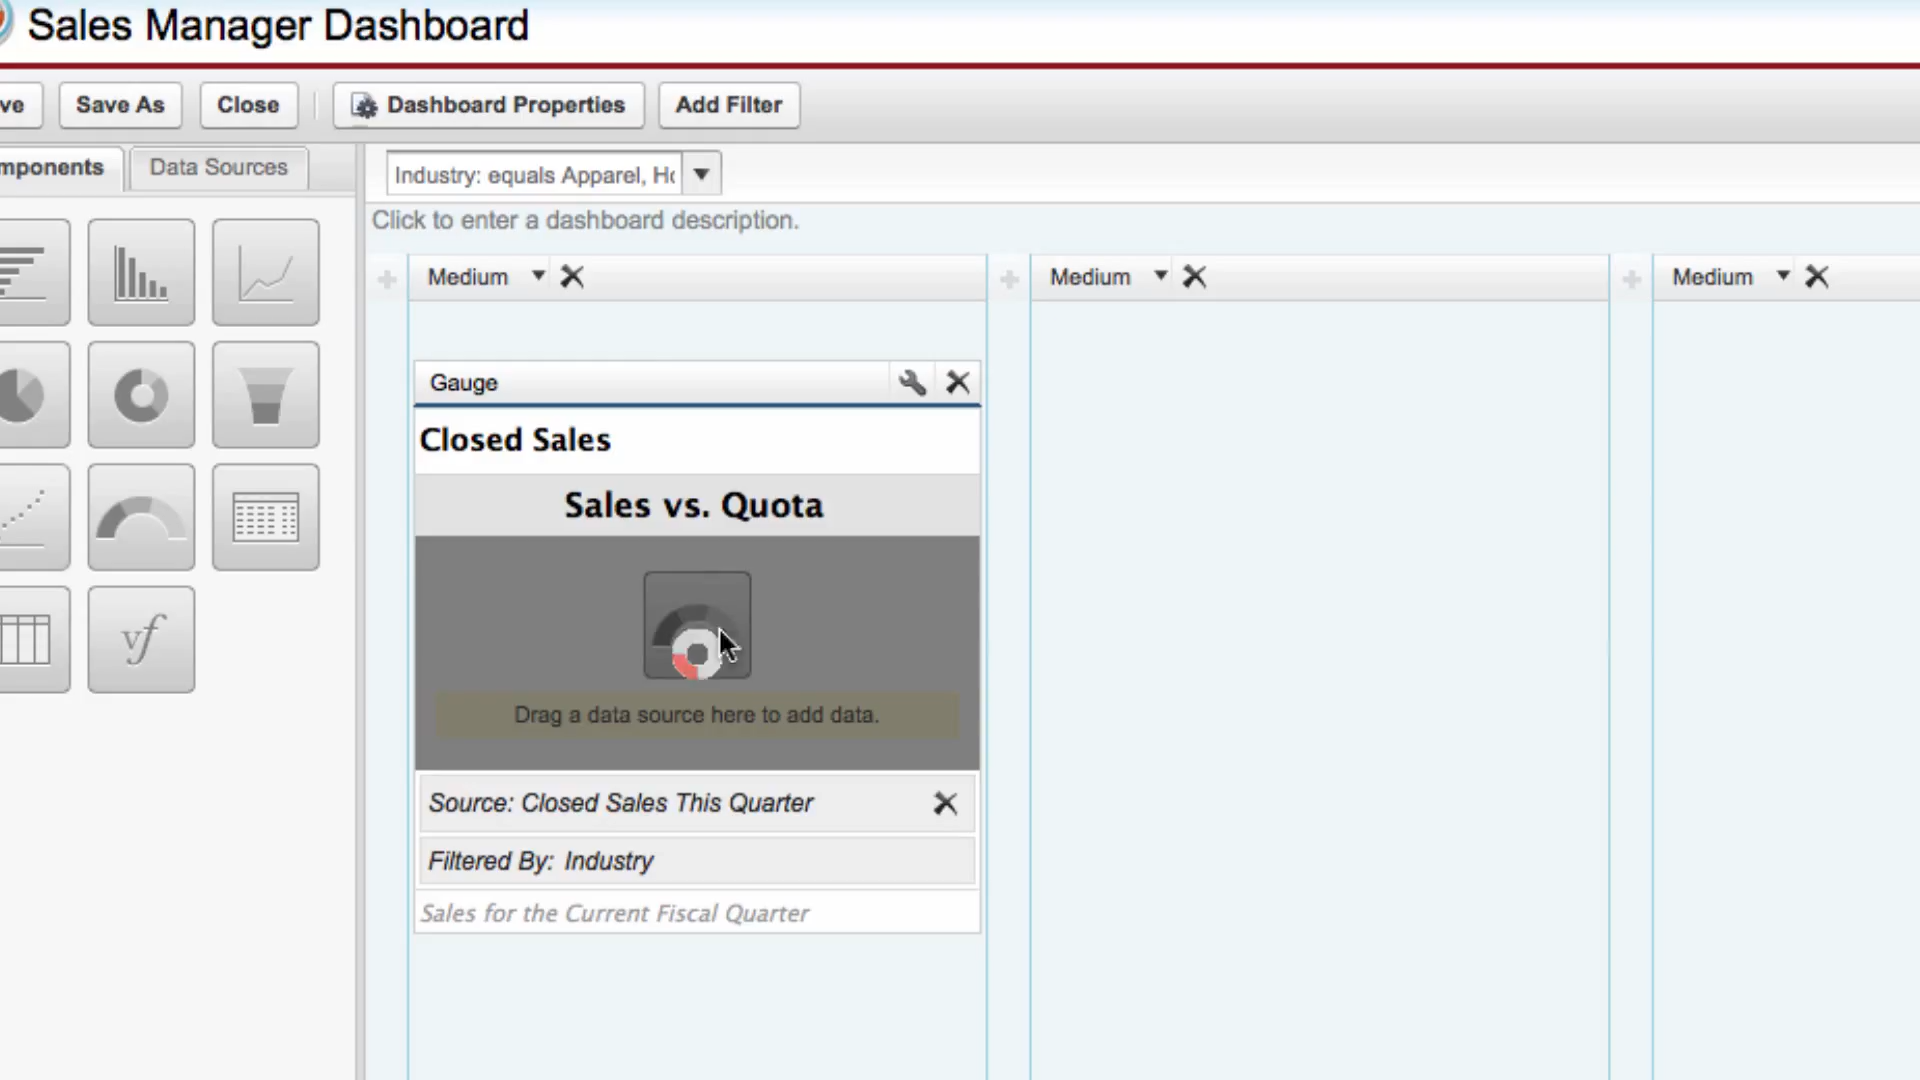 Sales Manager Dashboard
ve
Save As
Close
Dashboard Properties
Add Filter
mponents
Data Sources
Industry: equals Apparel, Ho
Click to enter a dashboard description.
Medium
Medium
Medium
Gauge
Closed Sales
Sales vs. Quota
Drag a data source here to add data.
Source: Closed Sales This Quarter
Filtered By: Industry
Sales for the Current Fiscal Quarter
vf